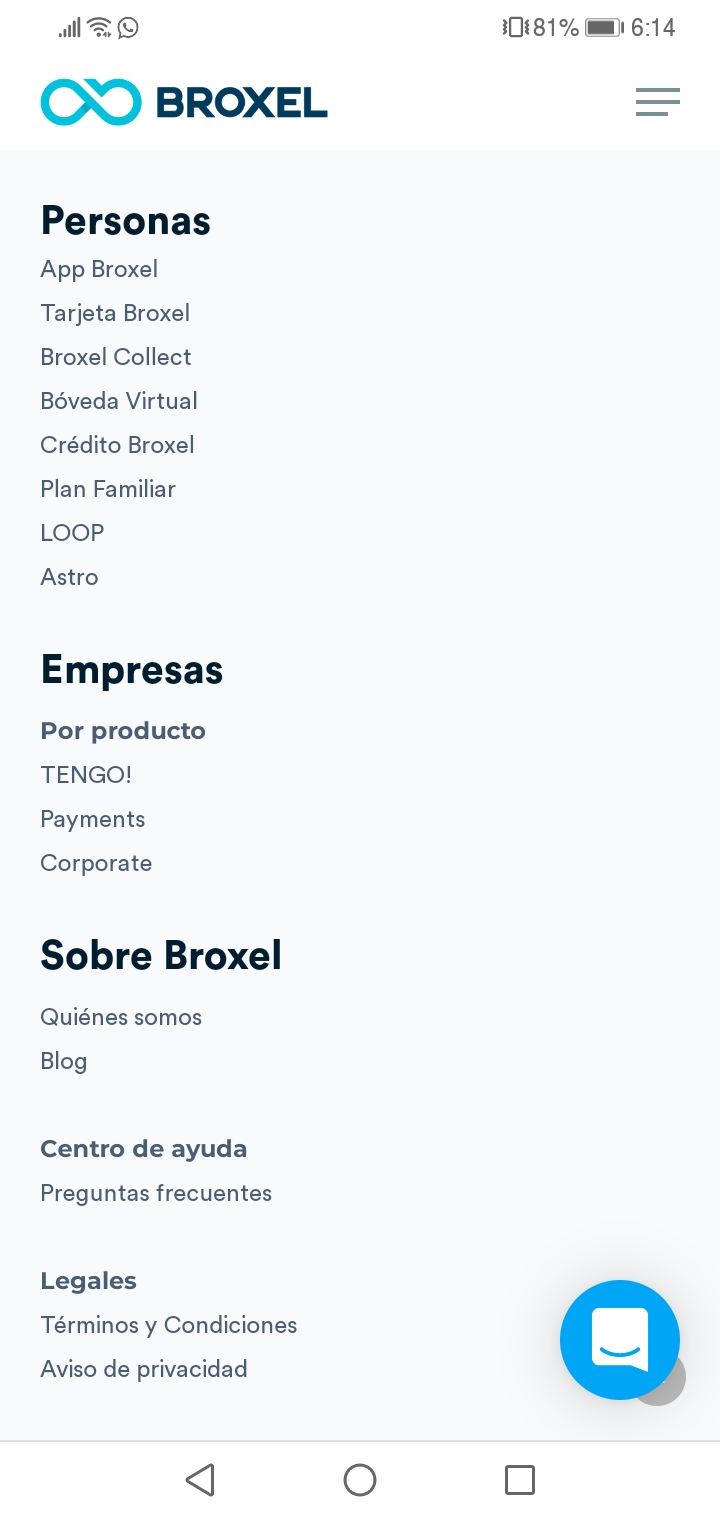 81% 6:14
BROXEL
Personas
App Broxel
Tarjeta Broxel
Broxel Collect
Bóveda Virtual
Crédito Broxel
Plan Familiar
LOOP
Astro
Empresas
Por producto
TENGO!
Payments
Corporate
Sobre Broxel
Quiénes somos
Blog
Centro de ayuda
Preguntas frecuentes
Legales
Términos y Condiciones
Aviso de privacidad